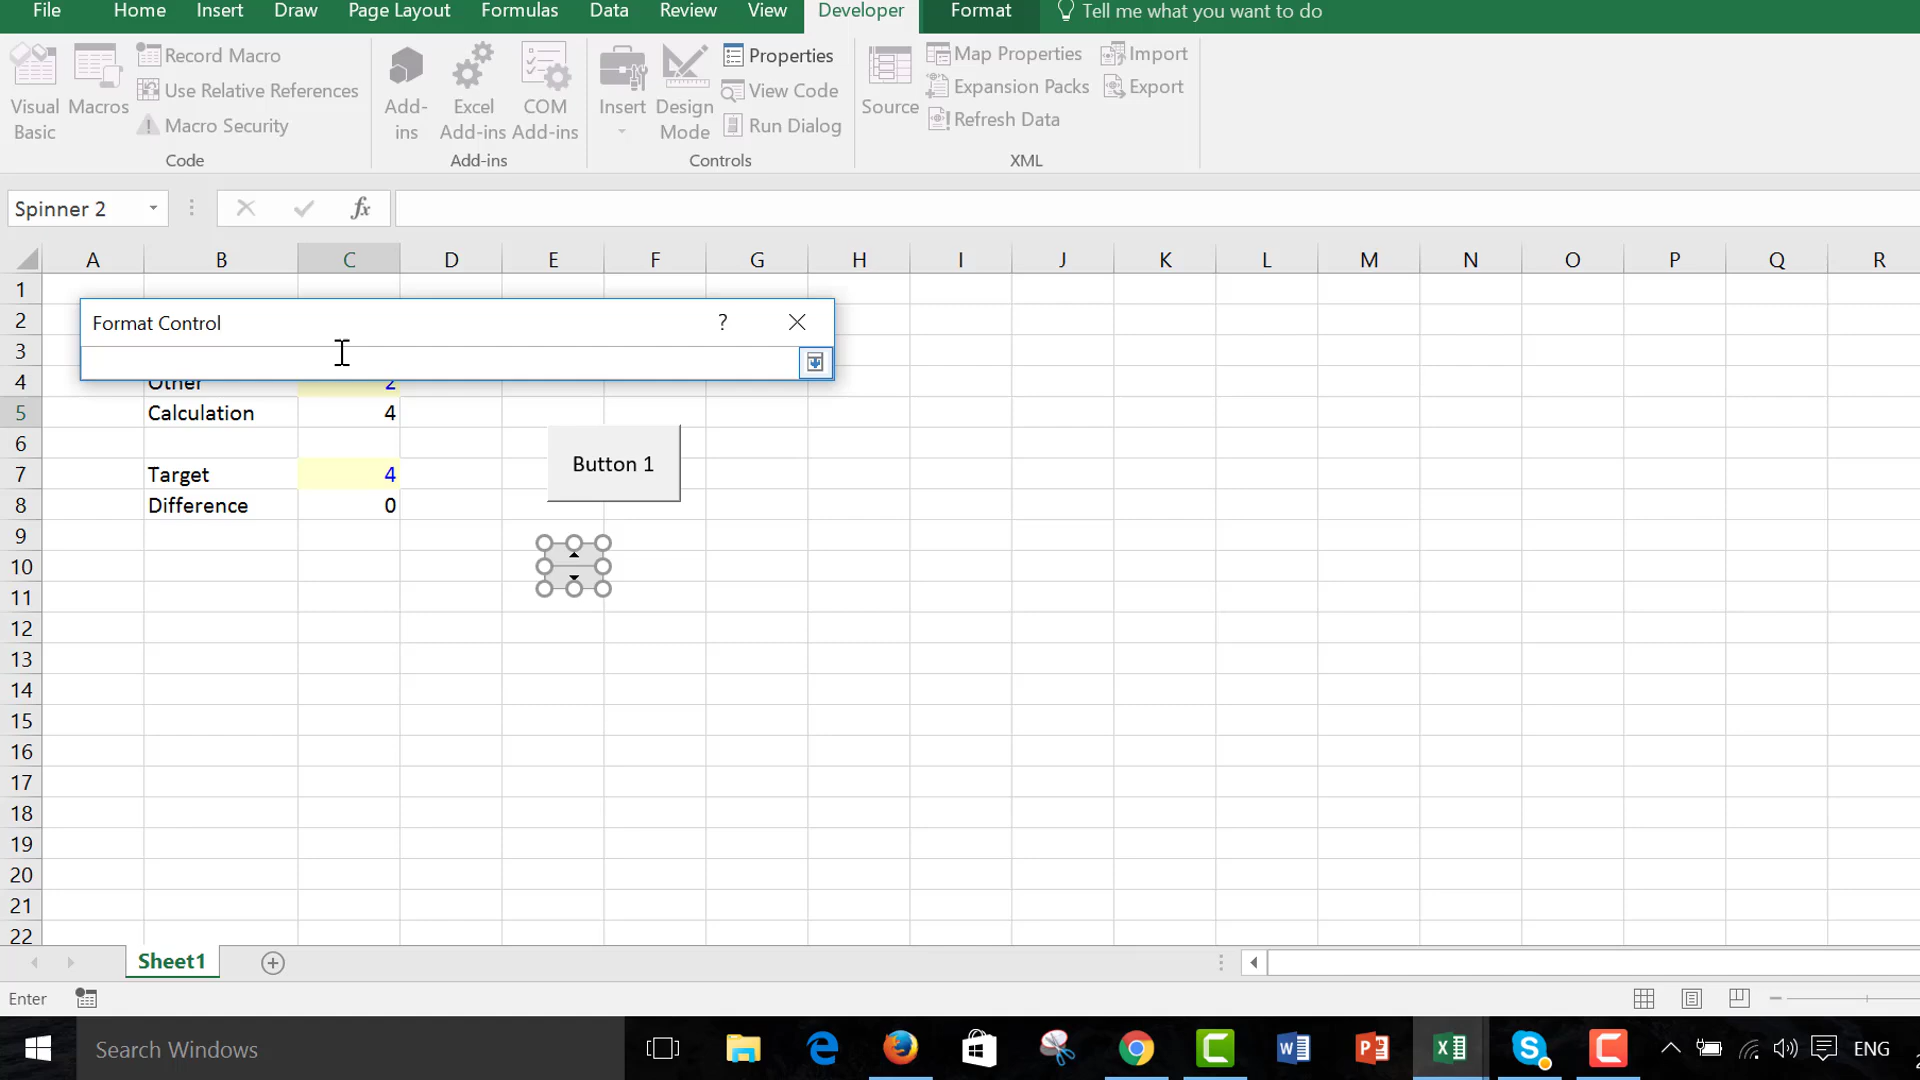 File Home Insert Draw Page Layout Formulas Data Review View Developer Format Tell me what you want to do
Visual Basic
Macros
Record Macro
Use Relative References
Macro Security
Code
Add-ins
Excel Add-ins
COM Add-ins
Add-ins
Insert
Design Mode
Properties
View Code
Run Dialog
Controls
Source
Map Properties
Expansion Packs
Refresh Data
Import
Export
XML
Spinner 2
fx
A B C D E F G H I J K L M N O P Q R
1
2
Format Control ?
3
4 Other 2
5 Calculation 4
6
Button 1
7 Target 4
8 Difference 0
9
10
11
12
13
14
15
16
17
18
19
20
21
22
Sheet1
Enter
Search Windows
ENG